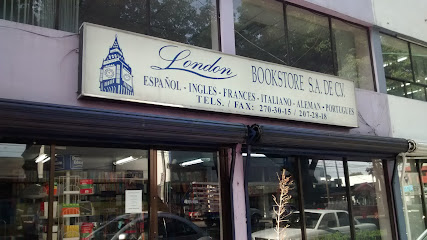 London BOOKSTORE S.A. DE C.V.
ESPAÑOL - INGLES - FRANCES - ITALIANO - ALEMAN - PORTUGUES
TELS. / FAX: 270-30-15 / 207-28-18